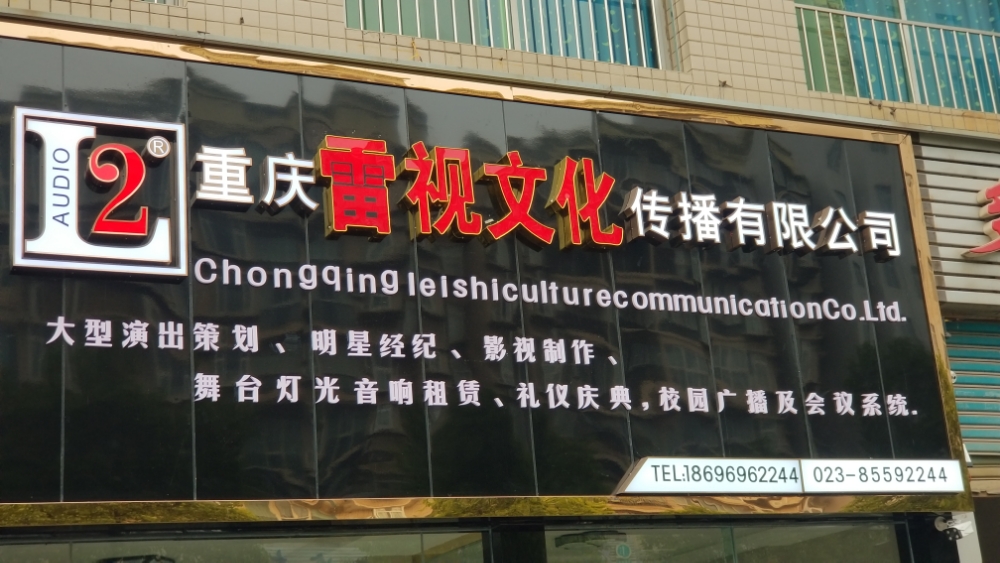 L2® AUDIO
重庆雷视文化传播有限公司
ChongqingleishiculturecommunicationCo.Ltd.
大型演出策划、明星经纪、影视制作、
舞台灯光音响租赁、礼仪庆典,校园广播及会议系统.
TEL:18696962244 023-85592244